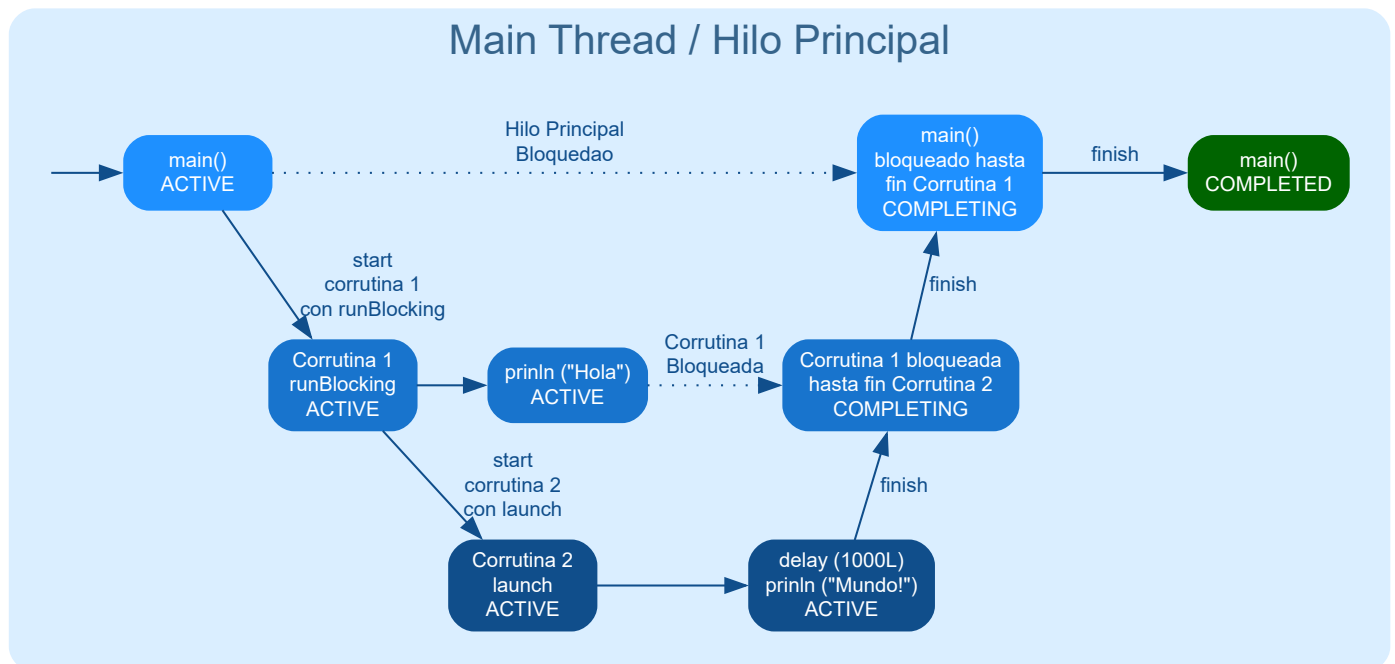 Main Thread / Hilo Principal
Hilo Principal
Bloquedao
main()
ACTIVE
main()
bloqueado hasta
fin Corrutina 1
COMPLETING
finish
main()
COMPLETED
start
corrutina 1
con runBlocking
finish
Corrutina 1
runBlocking
ACTIVE
prinln ("Hola")
ACTIVE
Corrutina 1
Bloqueada
Corrutina 1 bloqueada
hasta fin Corrutina 2
COMPLETING
start
corrutina 2
con launch
finish
Corrutina 2
launch
ACTIVE
delay (1000L)
prinln ("Mundo!")
ACTIVE